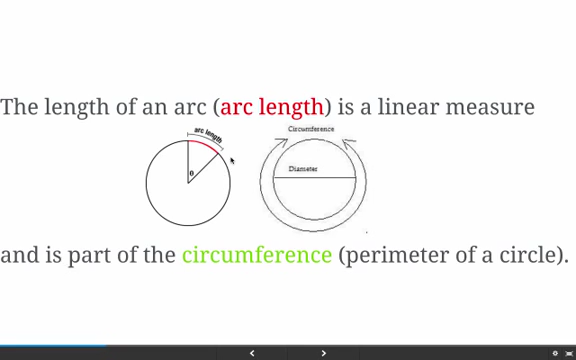 The length of an arc (arc length) is a linear measure
arc length
θ
Circumference
Diameter
and is part of the circumference (perimeter of a circle).